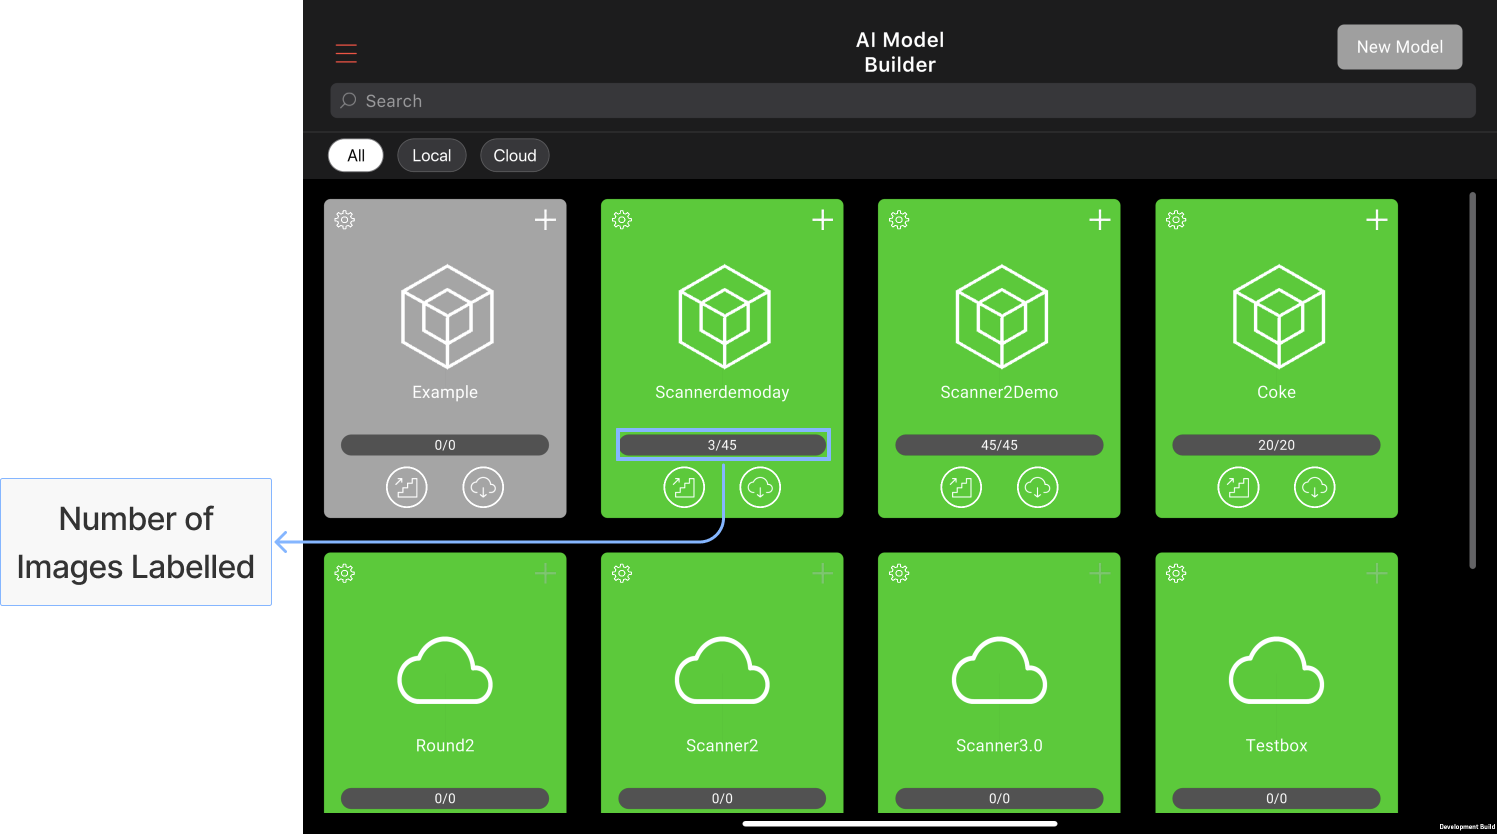 AI Model
Builder
New Model
Search
All
Local
Cloud
Example
Scannerdemoday
Scanner2Demo
Coke
0/0
3/45
45/45
20/20
Number of
Images Labelled
Round2
Scanner2
Scanner3.0
Testbox
0/0
0/0
0/0
0/0
Development Build